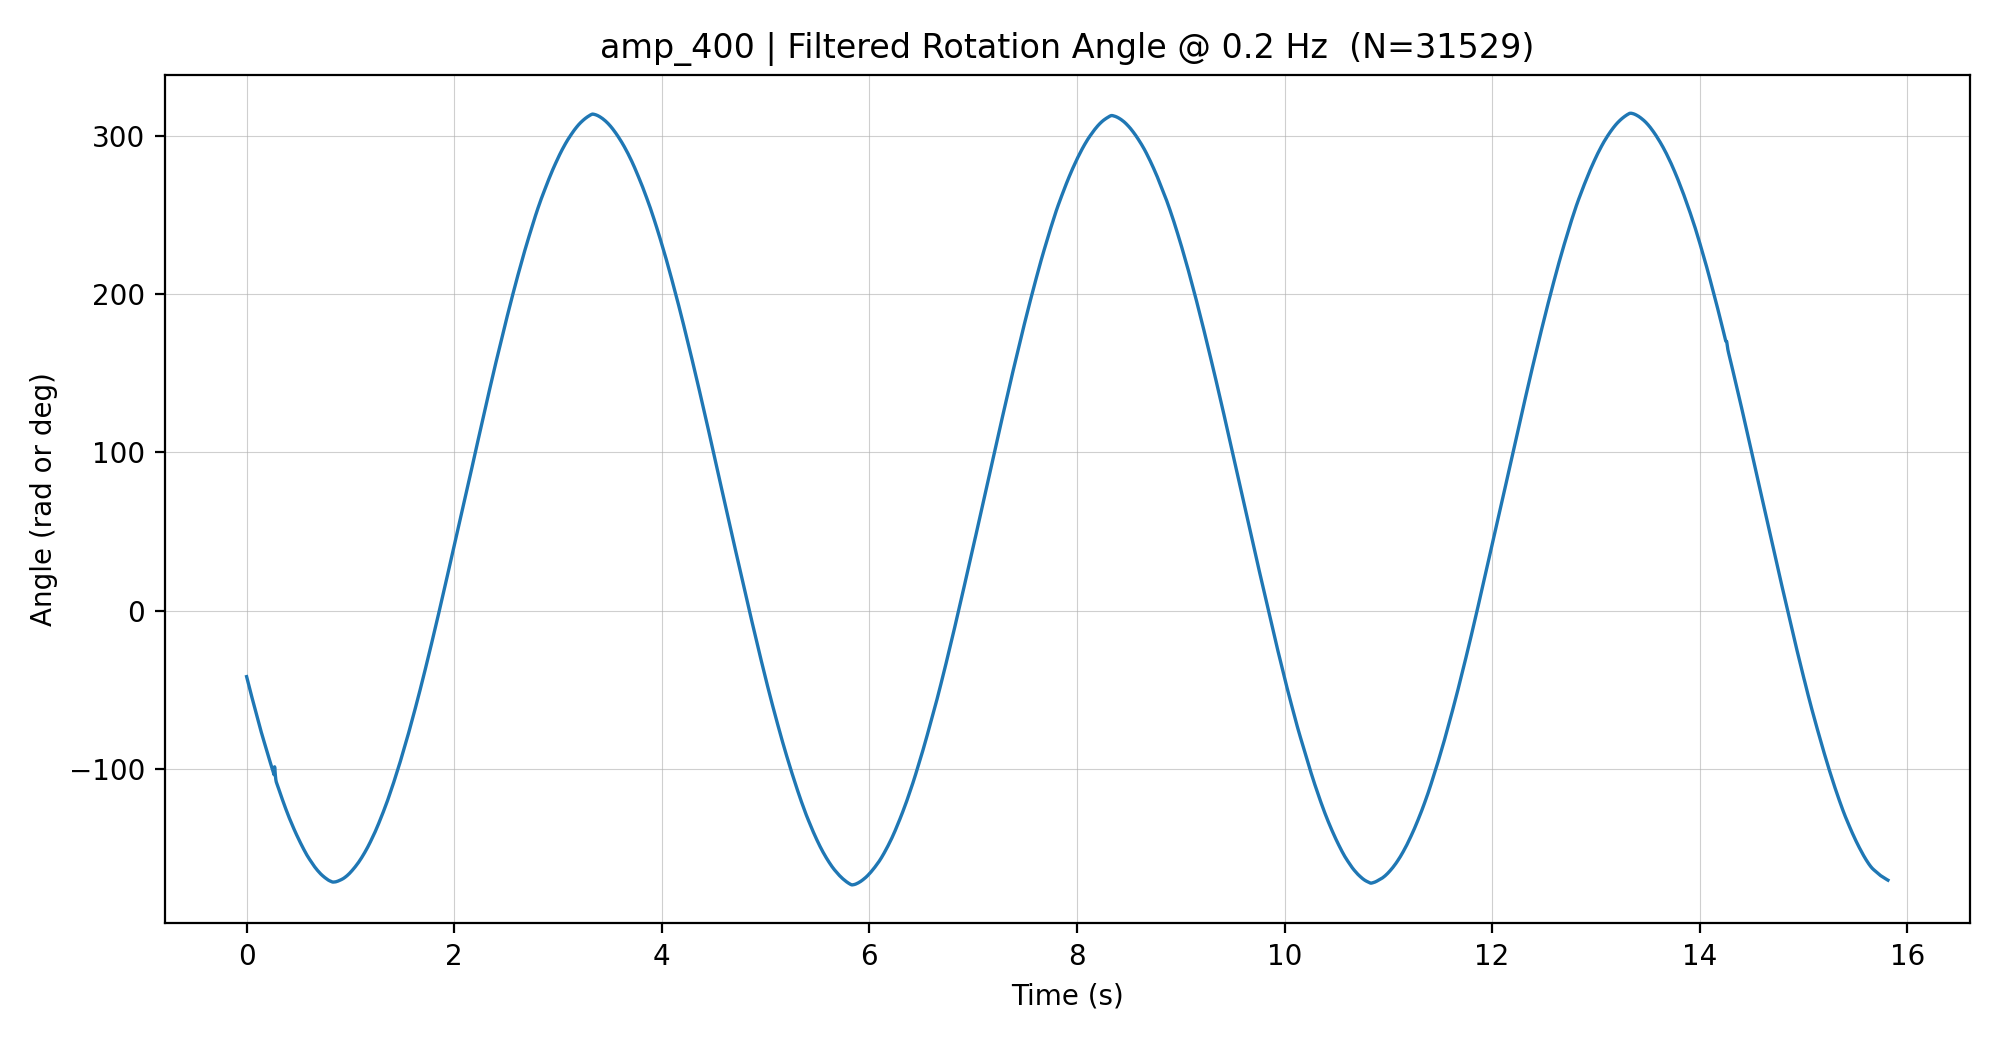 amp_400 | Filtered Rotation Angle @ 0.2 Hz  (N=31529)
Angle (rad or deg)
300
200
100
0
−100
0 2 4 6 8 10 12 14 16
Time (s)